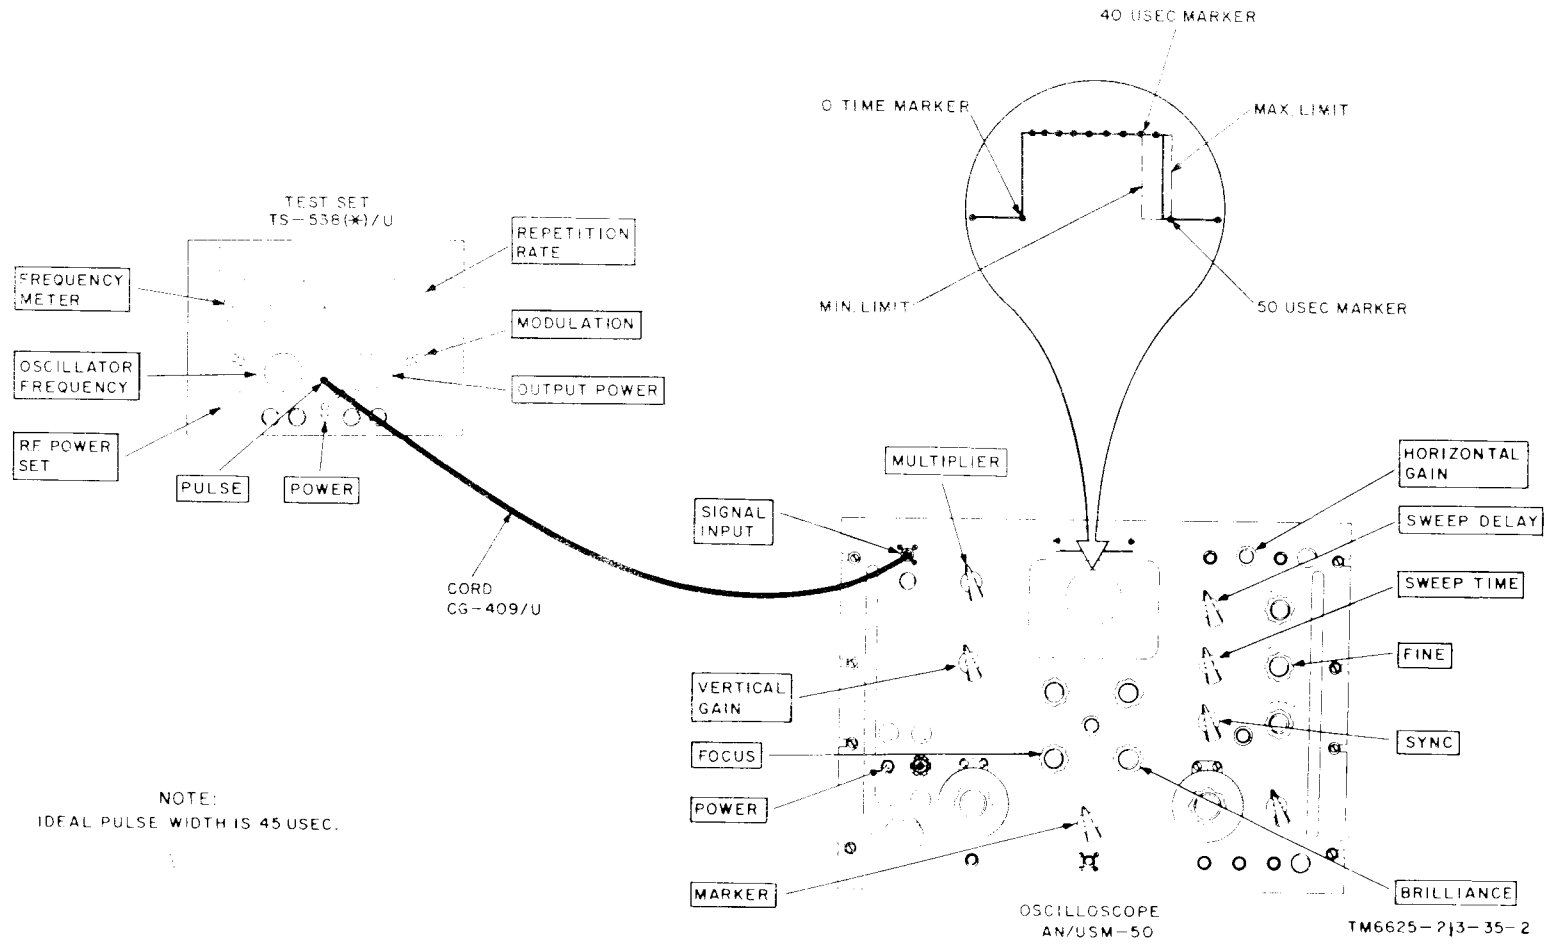 40 USEC MARKER
0 TIME MARKER
MAX. LIMIT
MIN. LIMIT
50 USEC MARKER
TEST SET
TS-538(*)/U
REPETITION
RATE
FREQUENCY
METER
MODULATION
OSCILLATOR
FREQUENCY
OUTPUT POWER
R.F. POWER
SET
PULSE
POWER
CORD
CG-409/U
MULTIPLIER
HORIZONTAL
GAIN
SIGNAL
INPUT
SWEEP DELAY
SWEEP TIME
VERTICAL
GAIN
FINE
FOCUS
SYNC
POWER
NOTE:
IDEAL PULSE WIDTH IS 45 USEC.
MARKER
BRILLIANCE
OSCILLOSCOPE
AN/USM-50
TM6625-213-35-2